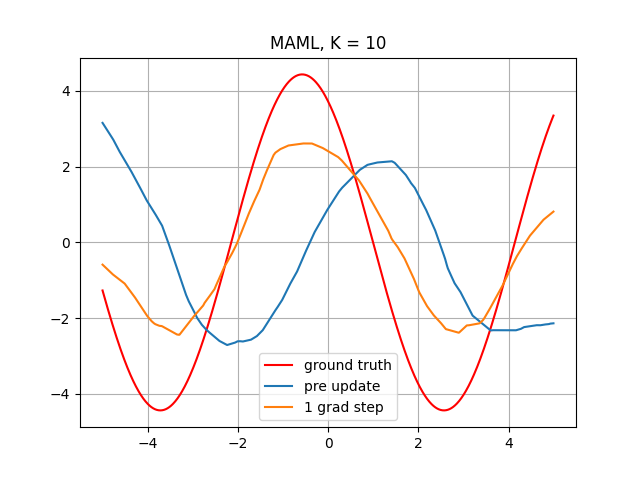 MAML, K = 10
4
2
0
−2
−4
ground truth
pre update
1 grad step
−4 −2 0 2 4